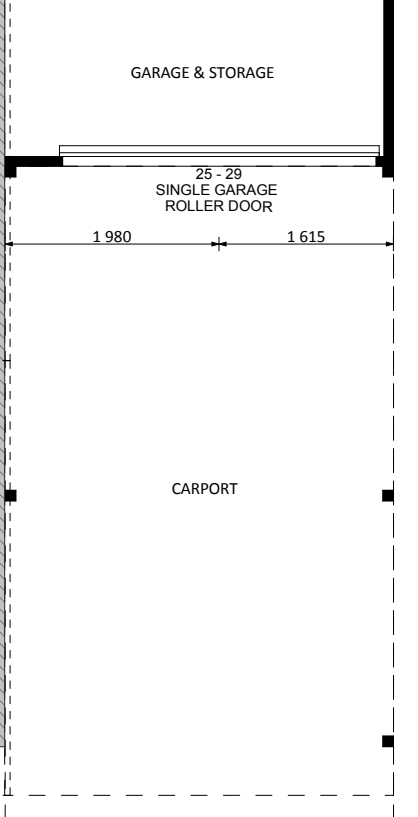 GARAGE & STORAGE
25 - 29
SINGLE GARAGE
ROLLER DOOR
1 980 1 615
CARPORT